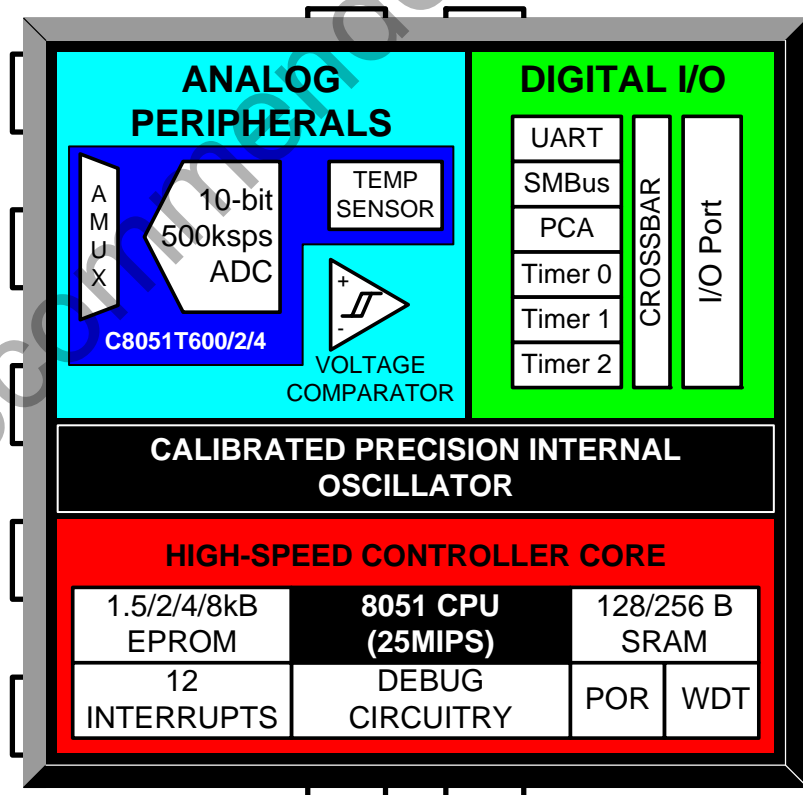 ANALOG
PERIPHERALS
AMUX
10-bit
500ksps
ADC
TEMP
SENSOR
C8051T600/2/4
+
-
VOLTAGE
COMPARATOR
DIGITAL I/O
UART
SMBus
PCA
Timer 0
Timer 1
Timer 2
CROSSBAR
I/O Port
CALIBRATED PRECISION INTERNAL
OSCILLATOR
HIGH-SPEED CONTROLLER CORE
1.5/2/4/8kB
EPROM
8051 CPU
(25MIPS)
128/256 B
SRAM
12
INTERRUPTS
DEBUG
CIRCUITRY
POR
WDT